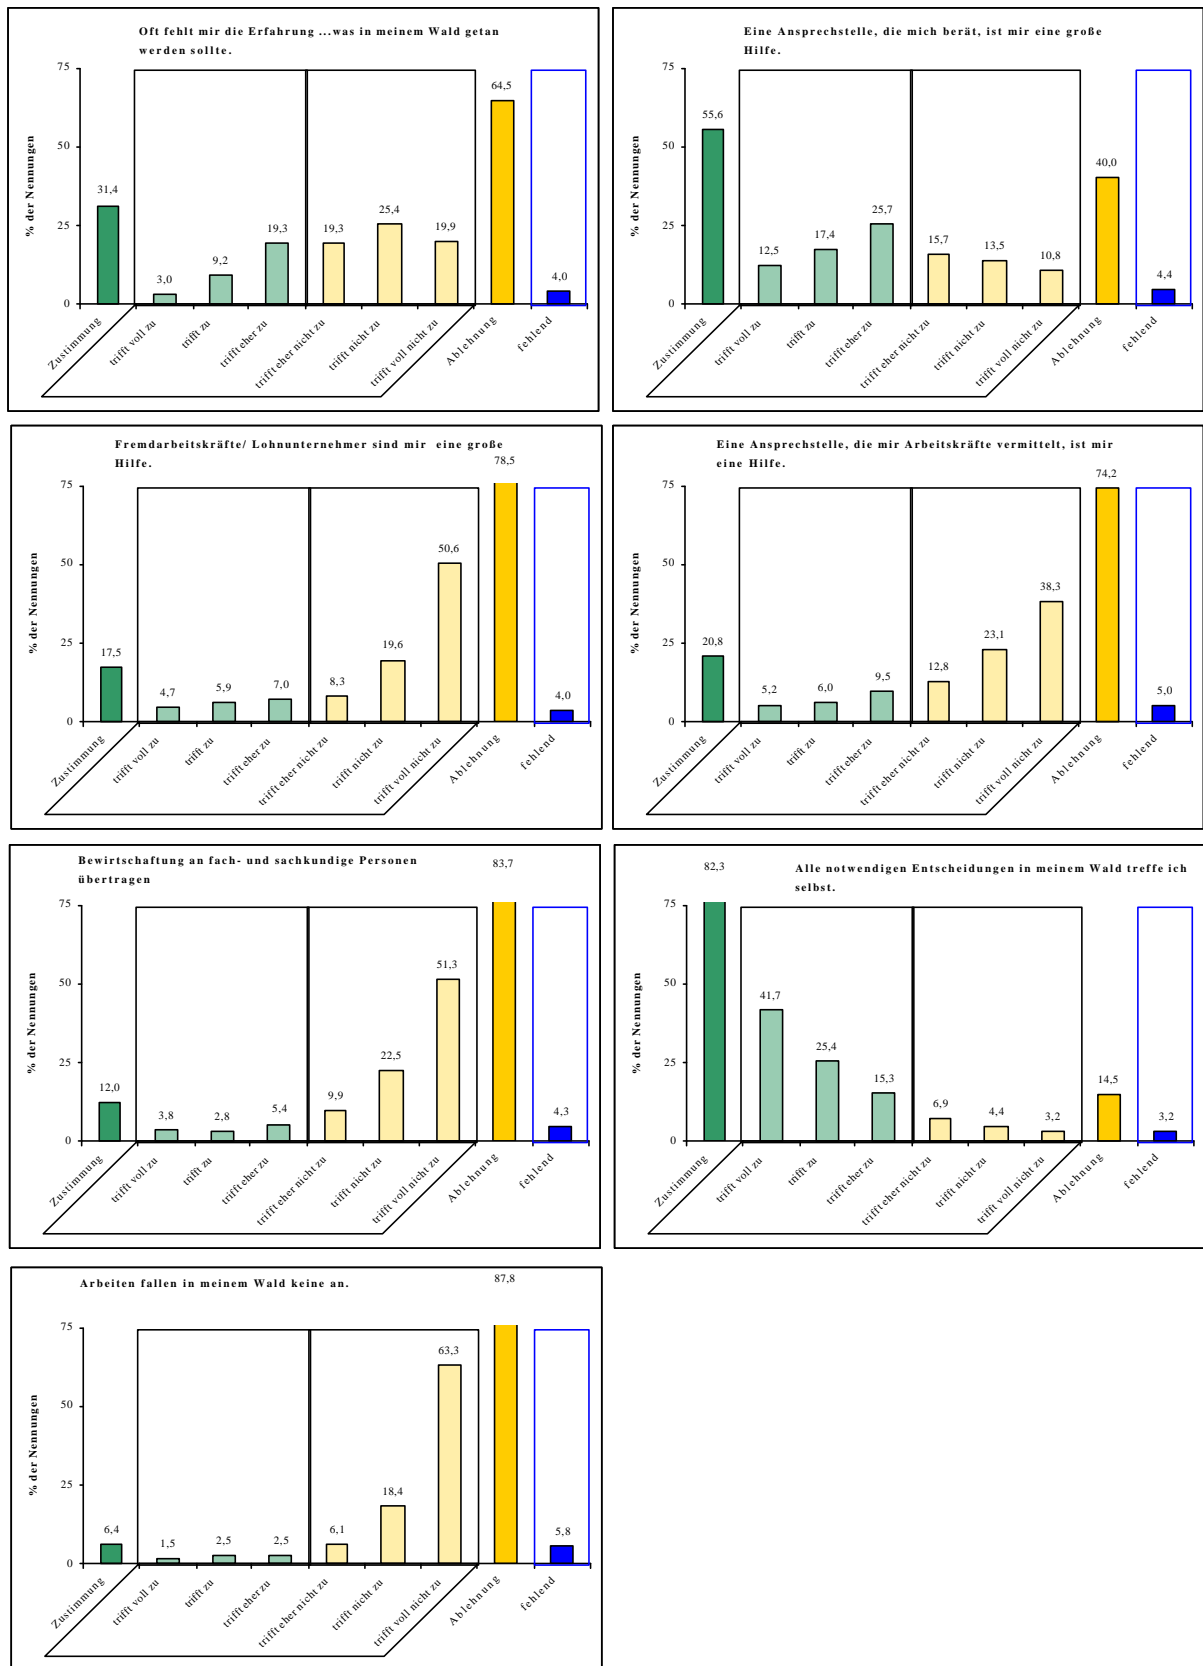 Oft fehlt mir die Erfahrung ...was in meinem Wald getan
werden sollte.
% der Nennungen
75
50
25
0
31,4
3,0
9,2
19,3
19,3
25,4
19,9
64,5
4,0
Zustimmung
trifft voll zu
trifft zu
trifft eher zu
trifft eher nicht zu
trifft nicht zu
trifft voll nicht zu
Ablehnung
fehlend
Eine Ansprechstelle, die mich berät, ist mir eine große
Hilfe.
% der Nennungen
75
50
25
0
55,6
12,5
17,4
25,7
15,7
13,5
10,8
40,0
4,4
Zustimmung
trifft voll zu
trifft zu
trifft eher zu
trifft eher nicht zu
trifft nicht zu
trifft voll nicht zu
Ablehnung
fehlend
Fremdarbeitskräfte/ Lohnunternehmer sind mir eine große
Hilfe.
% der Nennungen
75
50
25
0
17,5
4,7
5,9
7,0
8,3
19,6
50,6
78,5
4,0
Zustimmung
trifft voll zu
trifft zu
trifft eher zu
trifft eher nicht zu
trifft nicht zu
trifft voll nicht zu
Ablehnung
fehlend
Eine Ansprechstelle, die mir Arbeitskräfte vermittelt, ist mir
eine Hilfe.
% der Nennungen
75
50
25
0
20,8
5,2
6,0
9,5
12,8
23,1
38,3
74,2
5,0
Zustimmung
trifft voll zu
trifft zu
trifft eher zu
trifft eher nicht zu
trifft nicht zu
trifft voll nicht zu
Ablehnung
fehlend
Bewirtschaftung an fach- und sachkundige Personen
übertragen
% der Nennungen
75
50
25
0
12,0
3,8
2,8
5,4
9,9
22,5
51,3
83,7
4,3
Zustimmung
trifft voll zu
trifft zu
trifft eher zu
trifft eher nicht zu
trifft nicht zu
trifft voll nicht zu
Ablehnung
fehlend
Alle notwendigen Entscheidungen in meinem Wald treffe ich
selbst.
% der Nennungen
75
50
25
0
82,3
41,7
25,4
15,3
6,9
4,4
3,2
14,5
3,2
Zustimmung
trifft voll zu
trifft zu
trifft eher zu
trifft eher nicht zu
trifft nicht zu
trifft voll nicht zu
Ablehnung
fehlend
Arbeiten fallen in meinem Wald keine an.
% der Nennungen
75
50
25
0
6,4
1,5
2,5
2,5
6,1
18,4
63,3
87,8
5,8
Zustimmung
trifft voll zu
trifft zu
trifft eher zu
trifft eher nicht zu
trifft nicht zu
trifft voll nicht zu
Ablehnung
fehlend